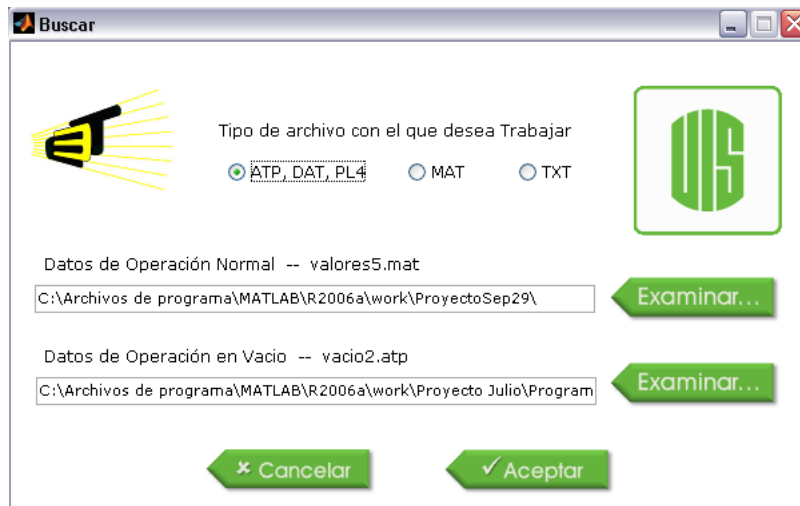 Buscar
Tipo de archivo con el que desea Trabajar
ATP, DAT, PL4 MAT TXT
UIS
Datos de Operación Normal -- valores5.mat
C:\Archivos de programa\MATLAB\R2006a\work\ProyectoSep29\
Examinar...
Datos de Operación en Vacio -- vacio2.atp
C:\Archivos de programa\MATLAB\R2006a\work\Proyecto Julio\Program
Examinar...
Cancelar Aceptar